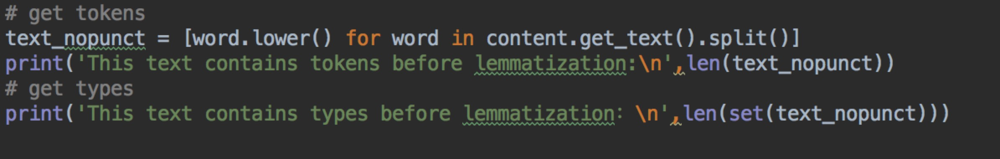 # get tokens
text_nopunct = [word.lower() for word in content.get_text().split()]
print('This text contains tokens before lemmatization:\n',len(text_nopunct))
# get types
print('This text contains types before lemmatization: \n',len(set(text_nopunct)))